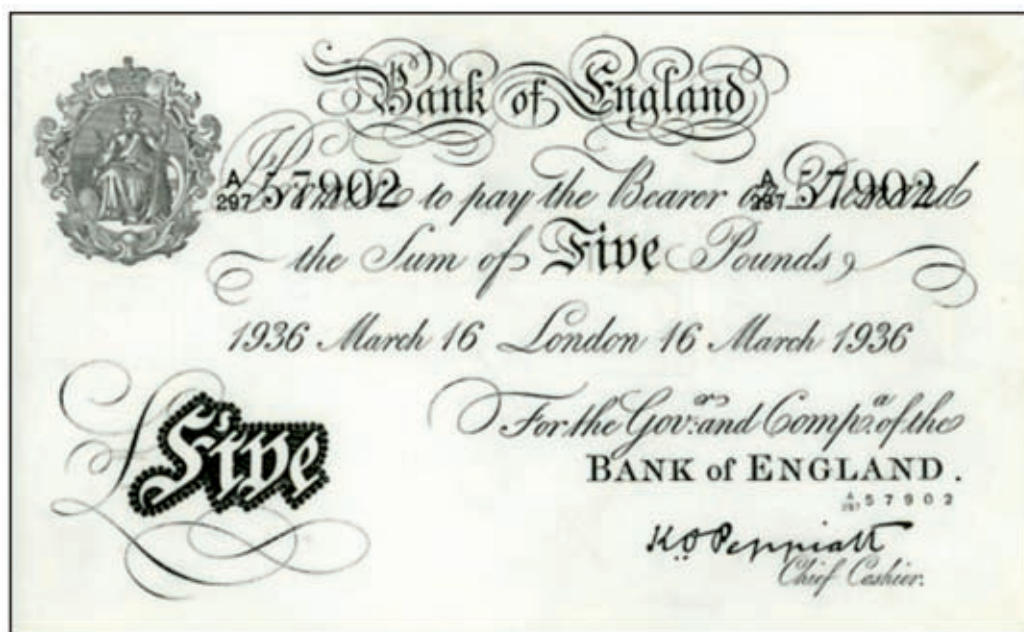 Bank of England
A
297 57902 I Promise to pay the Bearer on Demand A
297 57902
the Sum of Five Pounds
1936 March 16 London 16 March 1936
For the Govr. and Compa. of the
Five
BANK of ENGLAND.
A
297 57902
K.O. Peppiatt
Chief Cashier.